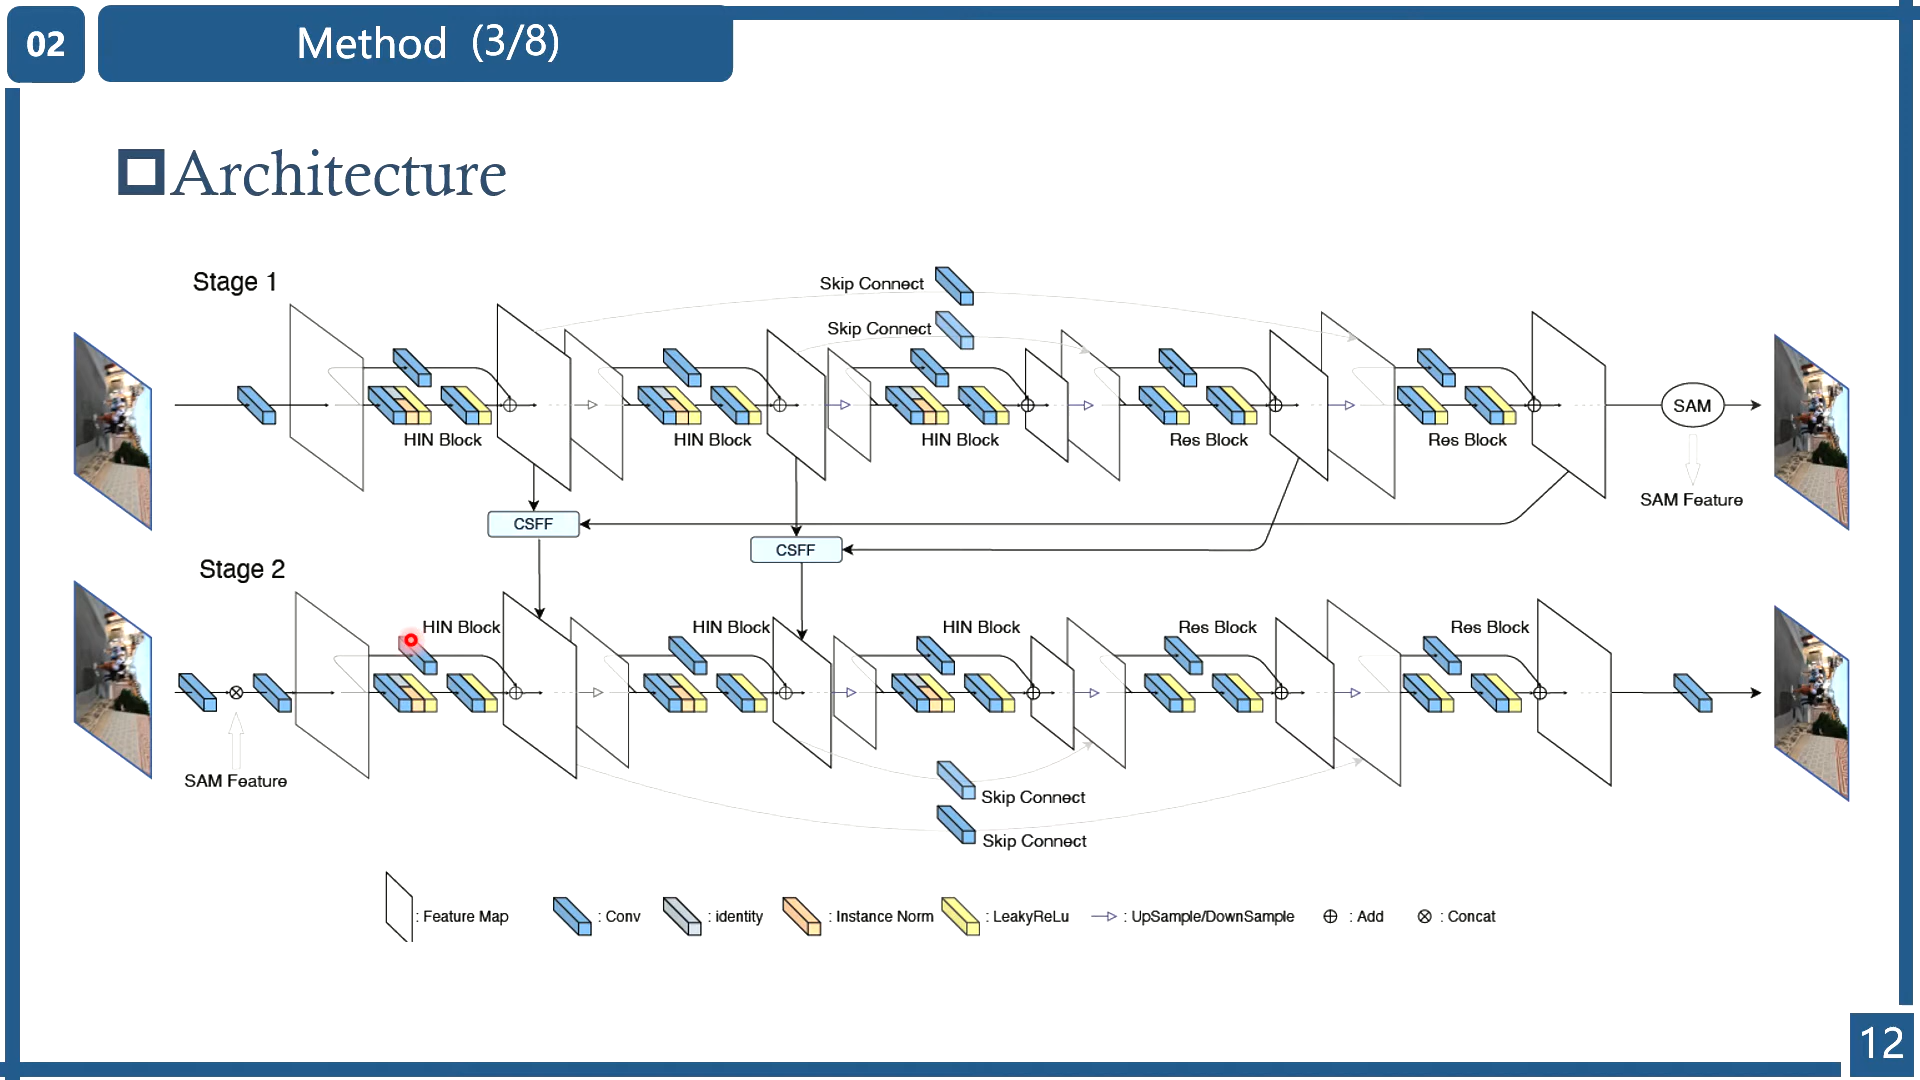 02
Method (3/8)
Architecture
Stage 1
Skip Connect
Skip Connect
HIN Block
HIN Block
HIN Block
Res Block
Res Block
SAM
SAM Feature
CSFF
CSFF
Stage 2
HIN Block
HIN Block
HIN Block
Res Block
Res Block
SAM Feature
Skip Connect
Skip Connect
: Feature Map
: Conv
: identity
: Instance Norm
: LeakyReLu
: UpSample/DownSample
: Add
: Concat
12